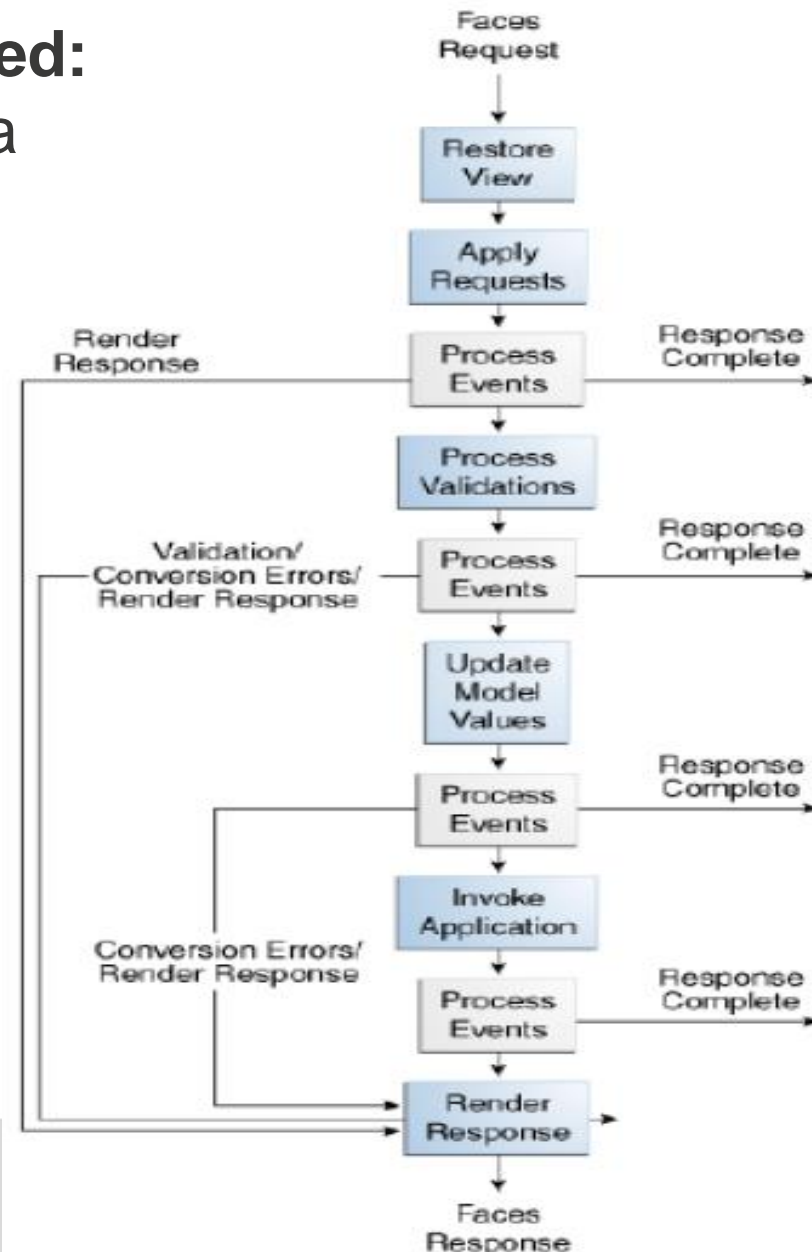 ed:
a
Faces
Request
Restore
View
Apply
Requests
Render
Response
Process
Events
Response
Complete
Process
Validations
Validation/
Conversion Errors/
Render Response
Process
Events
Response
Complete
Update
Model
Values
Process
Events
Response
Complete
Invoke
Application
Conversion Errors/
Render Response
Process
Events
Response
Complete
Render
Response
Faces
Response